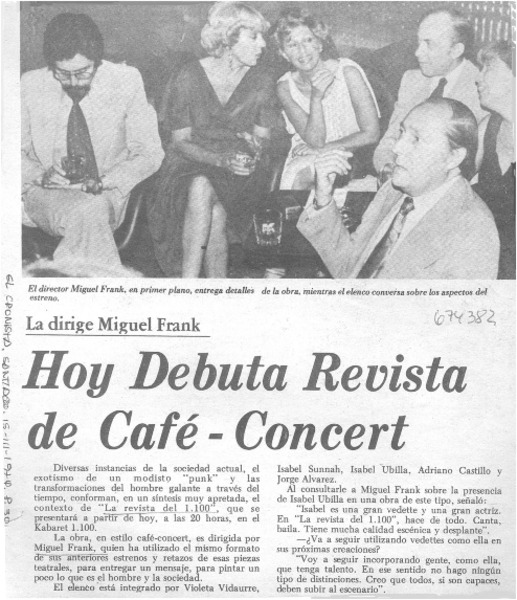 El director Miguel Frank, en primer plano, entrega detalles de la obra, mientras el elenco conversa sobre los aspectos del
estreno.
La dirige Miguel Frank
674382
Hoy Debuta Revista
de Café - Concert
Diversas instancias de la sociedad actual, el
exotismo de un modisto "punk" y las
transformaciones del hombre galante a través del
tiempo, conforman, en un síntesis muy apretada, el
contexto de "La revista del 1.100", que se
presentará a partir de hoy, a las 20 horas, en el
Kabaret 1.100.
La obra, en estilo café-concert, es dirigida por
Miguel Frank, quien ha utilizado el mismo formato
de sus anteriores estrenos y retazos de esas piezas
teatrales, para entregar un mensaje, para pintar un
poco lo que es el hombre y la sociedad.
El elenco está integrado por Violeta Vidaurre,
Isabel Sunnah, Isabel Ubilla, Adriano Castillo y
Jorge Alvarez.
Al consultarle a Miguel Frank sobre la presencia
de Isabel Ubilla en una obra de este tipo, señaló:
"Isabel es una gran vedette y una gran actríz.
En "La revista del 1.100", hace de todo. Canta,
baila. Tiene mucha calidad escénica y desplante".
—¿Va a seguir utilizando vedettes como ella en
sus próximas creaciones?
"Voy a seguir incorporando gente, como ella,
que tenga talento. En ese sentido no hago ningún
tipo de distinciones. Creo que todos, si son capaces,
deben subir al escenario".
EL CRONISTA, SANTIAGO. 15-III-1979. P.